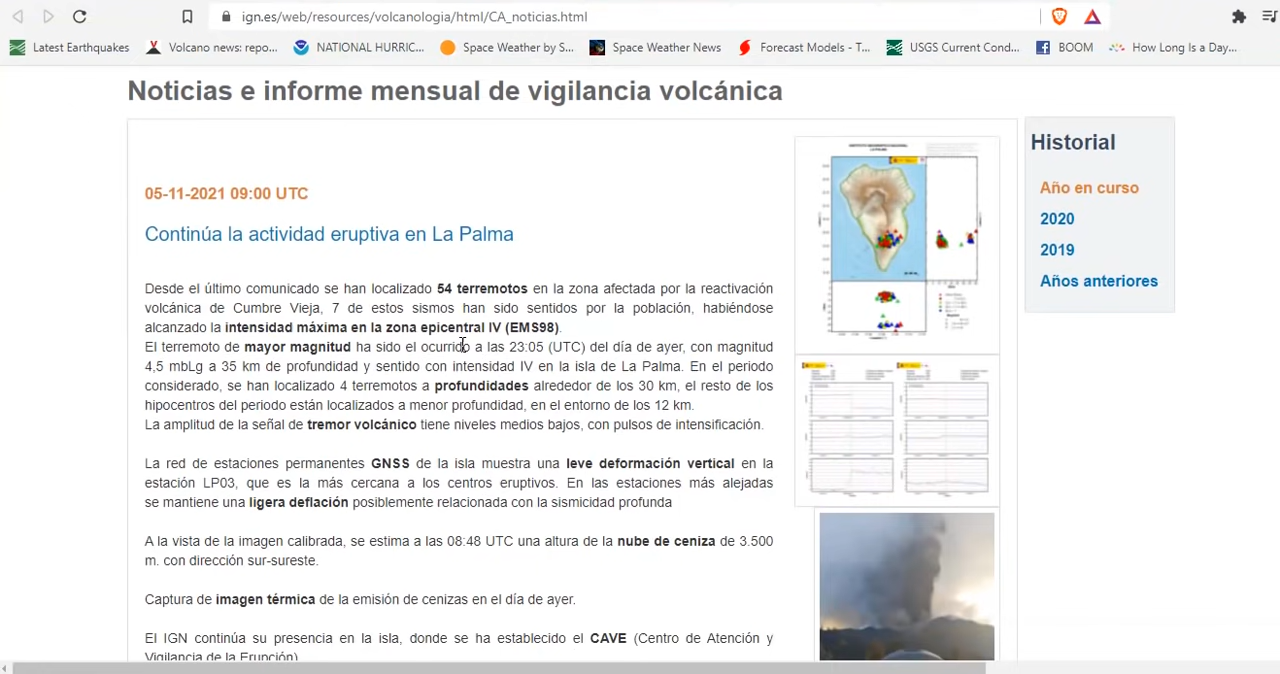 ign.es/web/resources/volcanologia/html/CA_noticias.html
Latest Earthquakes
Volcano news: repo...
NATIONAL HURRIC...
Space Weather by S...
Space Weather News
Forecast Models - T...
USGS Current Cond...
BOOM
How Long Is a Day...
Noticias e informe mensual de vigilancia volcánica
05-11-2021 09:00 UTC
Continúa la actividad eruptiva en La Palma
Desde el último comunicado se han localizado 54 terremotos en la zona afectada por la reactivación
volcánica de Cumbre Vieja, 7 de estos sismos han sido sentidos por la población, habiéndose
alcanzado la intensidad máxima en la zona epicentral IV (EMS98).
El terremoto de mayor magnitud ha sido el ocurrido a las 23:05 (UTC) del día de ayer, con magnitud
4,5 mbLg a 35 km de profundidad y sentido con intensidad IV en la isla de La Palma. En el periodo
considerado, se han localizado 4 terremotos a profundidades alrededor de los 30 km, el resto de los
hipocentros del periodo están localizados a menor profundidad, en el entorno de los 12 km.
La amplitud de la señal de tremor volcánico tiene niveles medios bajos, con pulsos de intensificación.
La red de estaciones permanentes GNSS de la isla muestra una leve deformación vertical en la
estación LP03, que es la más cercana a los centros eruptivos. En las estaciones más alejadas
se mantiene una ligera deflación posiblemente relacionada con la sismicidad profunda
A la vista de la imagen calibrada, se estima a las 08:48 UTC una altura de la nube de ceniza de 3.500
m. con dirección sur-sureste.
Captura de imagen térmica de la emisión de cenizas en el día de ayer.
El IGN continúa su presencia en la isla, donde se ha establecido el CAVE (Centro de Atención y
Vigilancia de la Erupción)
Historial
Año en curso
2020
2019
Años anteriores